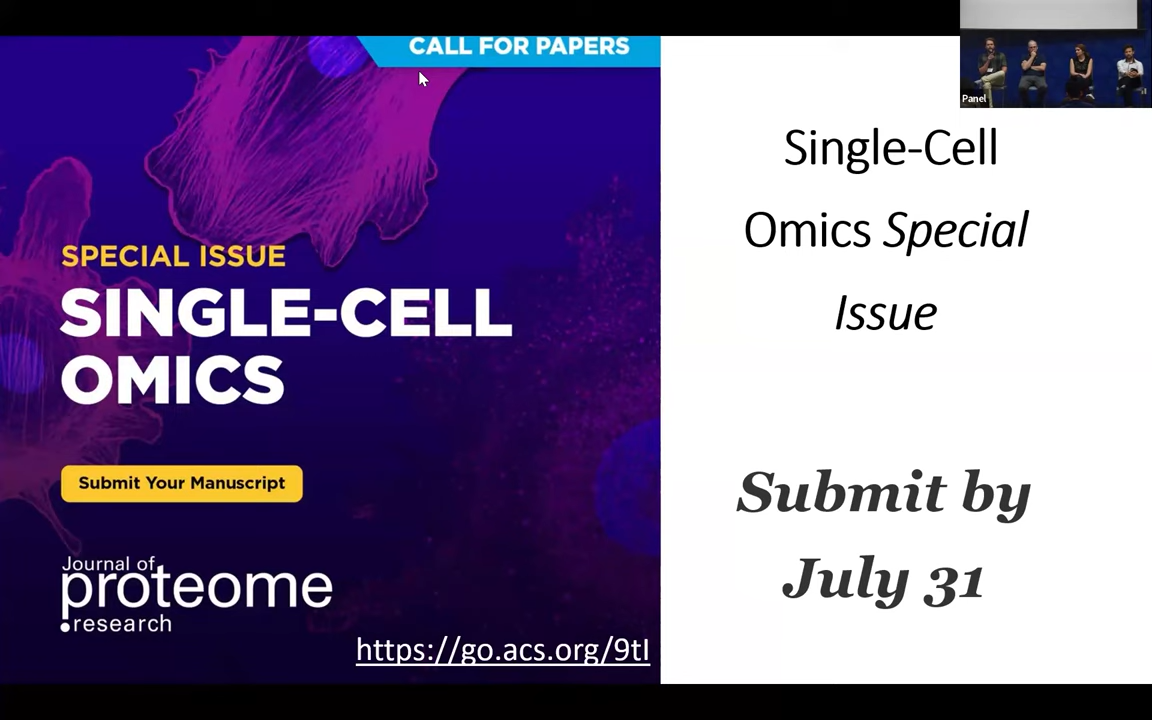 CALL FOR PAPERS
Panel
SPECIAL ISSUE
SINGLE-CELL
OMICS
Submit Your Manuscript
Journal of
proteome
research
https://go.acs.org/9tI
Single-Cell
Omics Special
Issue
Submit by
July 31